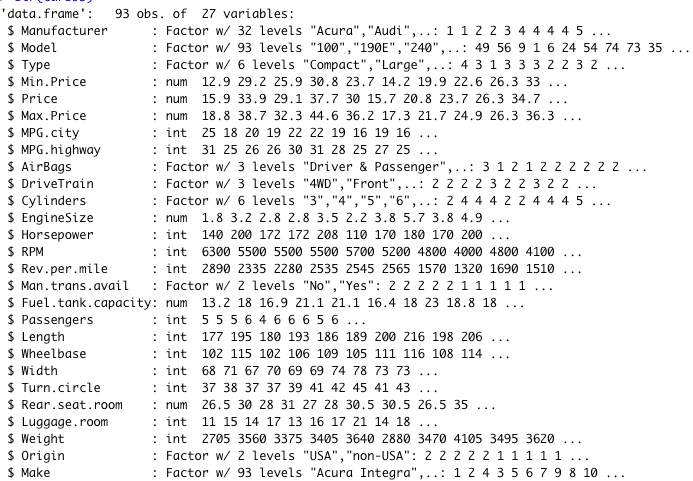 'data.frame':   93 obs. of  27 variables:
 $ Manufacturer      : Factor w/ 32 levels "Acura","Audi",..: 1 1 2 2 3 4 4 4 4 5 ...
 $ Model             : Factor w/ 93 levels "100","190E","240",..: 49 56 9 1 6 24 54 74 73 35 ...
 $ Type              : Factor w/ 6 levels "Compact","Large",..: 4 3 1 3 3 3 2 2 3 2 ...
 $ Min.Price         : num  12.9 29.2 25.9 30.8 23.7 14.2 19.9 22.6 26.3 33 ...
 $ Price             : num  15.9 33.9 29.1 37.7 30 15.7 20.8 23.7 26.3 34.7 ...
 $ Max.Price         : num  18.8 38.7 32.3 44.6 36.2 17.3 21.7 24.9 26.3 36.3 ...
 $ MPG.city          : int  25 18 20 19 22 22 19 16 19 16 ...
 $ MPG.highway       : int  31 25 26 26 30 31 28 25 27 25 ...
 $ AirBags           : Factor w/ 3 levels "Driver & Passenger",..: 3 1 2 1 2 2 2 2 2 2 ...
 $ DriveTrain        : Factor w/ 3 levels "4WD","Front",..: 2 2 2 2 3 2 2 3 2 2 ...
 $ Cylinders         : Factor w/ 6 levels "3","4","5","6",..: 2 4 4 4 2 2 4 4 4 5 ...
 $ EngineSize        : num  1.8 3.2 2.8 2.8 3.5 2.2 3.8 5.7 3.8 4.9 ...
 $ Horsepower        : int  140 200 172 172 208 110 170 180 170 200 ...
 $ RPM               : int  6300 5500 5500 5500 5700 5200 4800 4000 4800 4100 ...
 $ Rev.per.mile      : int  2890 2335 2280 2535 2545 2565 1570 1320 1690 1510 ...
 $ Man.trans.avail   : Factor w/ 2 levels "No","Yes": 2 2 2 2 2 1 1 1 1 1 ...
 $ Fuel.tank.capacity: num  13.2 18 16.9 21.1 21.1 16.4 18 23 18.8 18 ...
 $ Passengers        : int  5 5 5 6 4 6 6 6 5 6 ...
 $ Length            : int  177 195 180 193 186 189 200 216 198 206 ...
 $ Wheelbase         : int  102 115 102 106 109 105 111 116 108 114 ...
 $ Width             : int  68 71 67 70 69 69 74 78 73 73 ...
 $ Turn.circle       : int  37 38 37 37 39 41 42 45 41 43 ...
 $ Rear.seat.room    : num  26.5 30 28 31 27 28 30.5 30.5 26.5 35 ...
 $ Luggage.room      : int  11 15 14 17 13 16 17 21 14 18 ...
 $ Weight            : int  2705 3560 3375 3405 3640 2880 3470 4105 3495 3620 ...
 $ Origin            : Factor w/ 2 levels "USA","non-USA": 2 2 2 2 2 1 1 1 1 1 ...
 $ Make              : Factor w/ 93 levels "Acura Integra",..: 1 2 4 3 5 6 7 9 8 10 ...